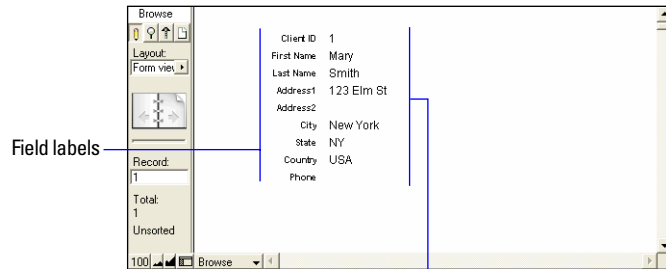 Browse
Layout:
Form view
Field labels
Record:
1
Total:
1
Unsorted
100
Browse
Client ID 1
First Name Mary
Last Name Smith
Address1 123 Elm St
Address2
City New York
State NY
Country USA
Phone